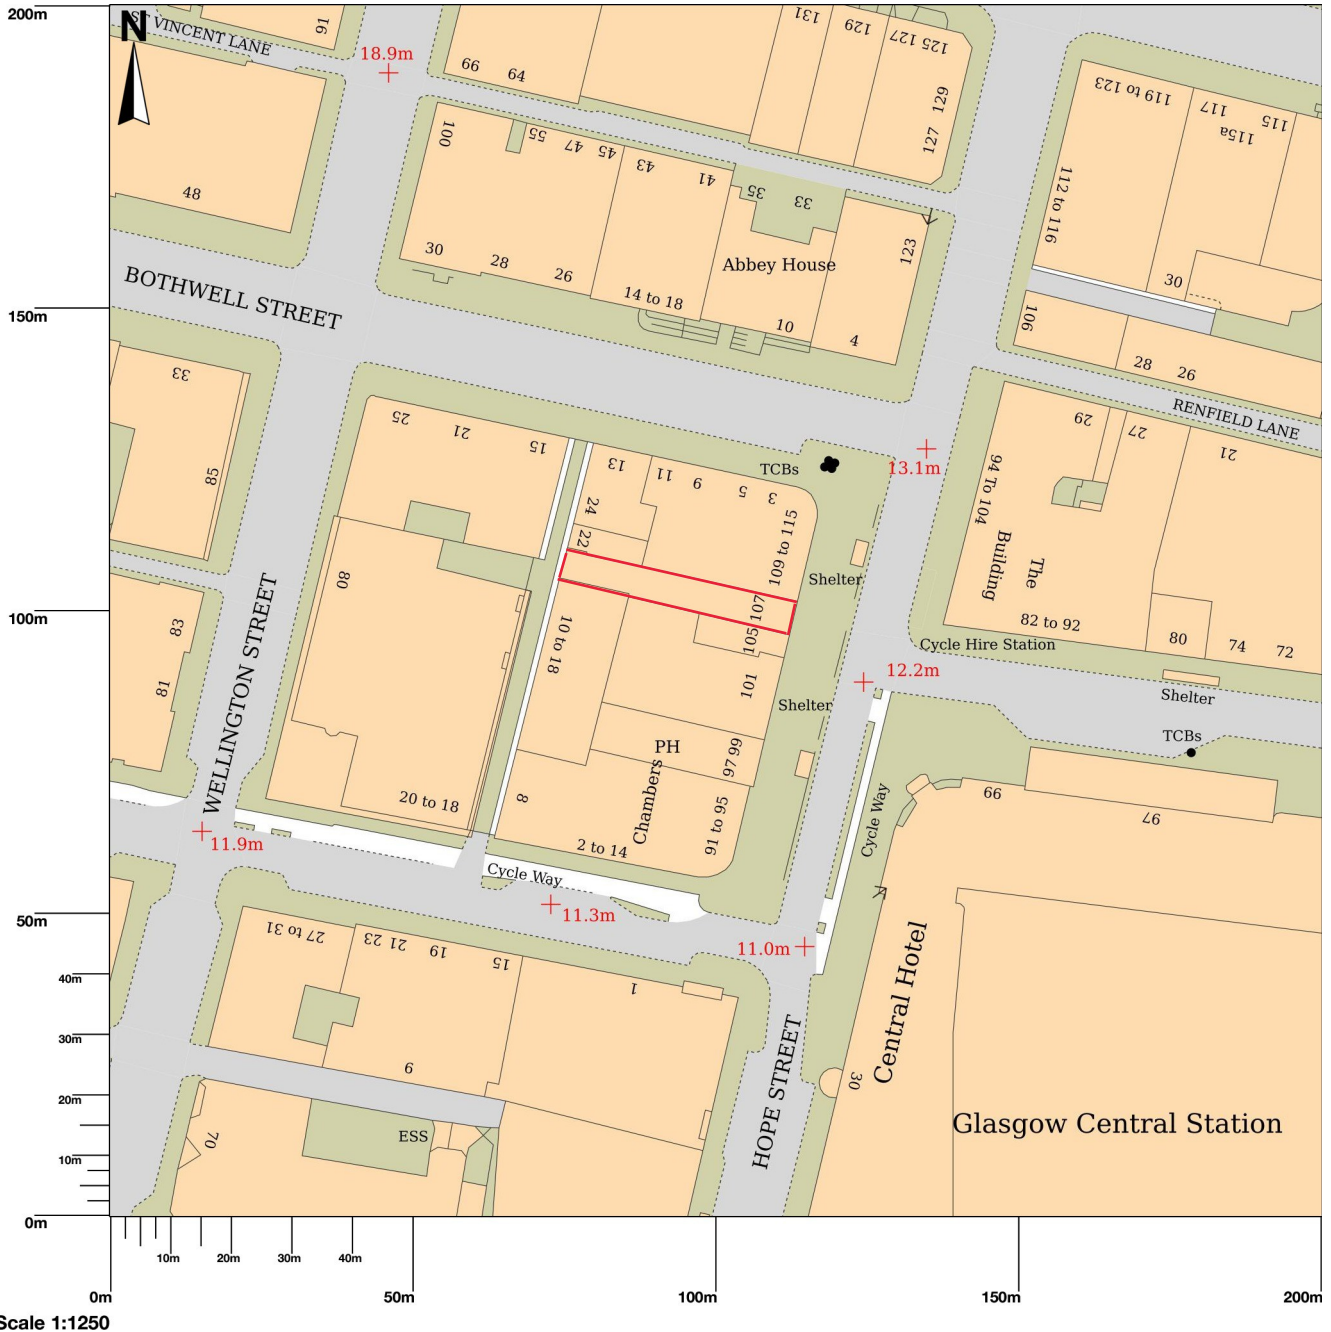 200m
N
ST VINCENT LANE
91
18.9m
66
64
131
129
127
125
129
127
119 to 123
117
115a
115
112 to 116
48
100
55
47
45
43
41
35
33
123
30
28
26
14 to 18
10
4
Abbey House
30
106
28
26
RENFIELD LANE
150m
BOTHWELL STREET
33
85
25
21
15
13
11
9
5
3
TCBs
13.1m
29
27
21
94 To 104
The
Building
82 to 92
80
74
72
24
22
109 to 115
107
105
Shelter
100m
80
83
81
10 to 18
101
Cycle Hire Station
12.2m
Shelter
Shelter
TCBs
WELLINGTON STREET
PH
Chambers
97 99
91 to 95
8
2 to 14
20 to 18
11.9m
Cycle Way
Cycle Way
66
97
50m
11.3m
11.0m
27 to 31
23
21
19
15
1
9
Central Hotel
30
HOPE STREET
Glasgow Central Station
ESS
70
40m
30m
20m
10m
0m
10m
20m
30m
40m
0m
50m
100m
150m
200m
Scale 1:1250